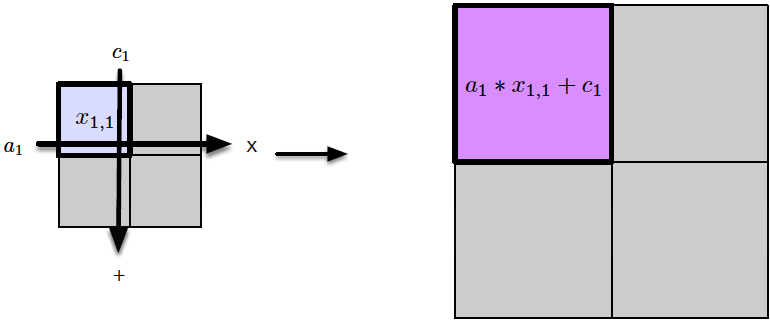 c₁
x₁,₁
a₁
x
+
a₁ * x₁,₁ + c₁